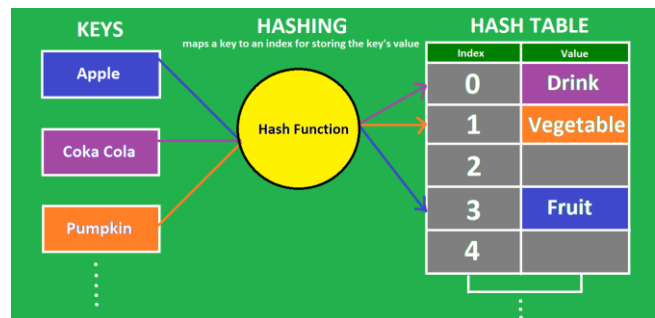 KEYS
HASHING
maps a key to an index for storing the key's value
HASH TABLE
Apple
Coka Cola
Pumpkin
Hash Function
Index Value
0 Drink
1 Vegetable
2
3 Fruit
4